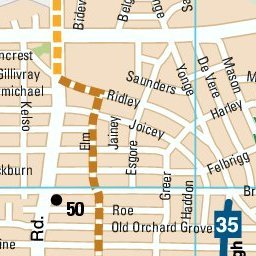 Bidev
Belg
ncrest
Gillivray
michael
Kelso
Saunders
Ridley
Yonge
De Vere
Mason
Harley
Elm
Jainey
Joicey
Esgore
Felbrigg
ckburn
Greer
Haddon
Br
50
Roe
35
Rd.
Old Orchard Grove
ine
gh